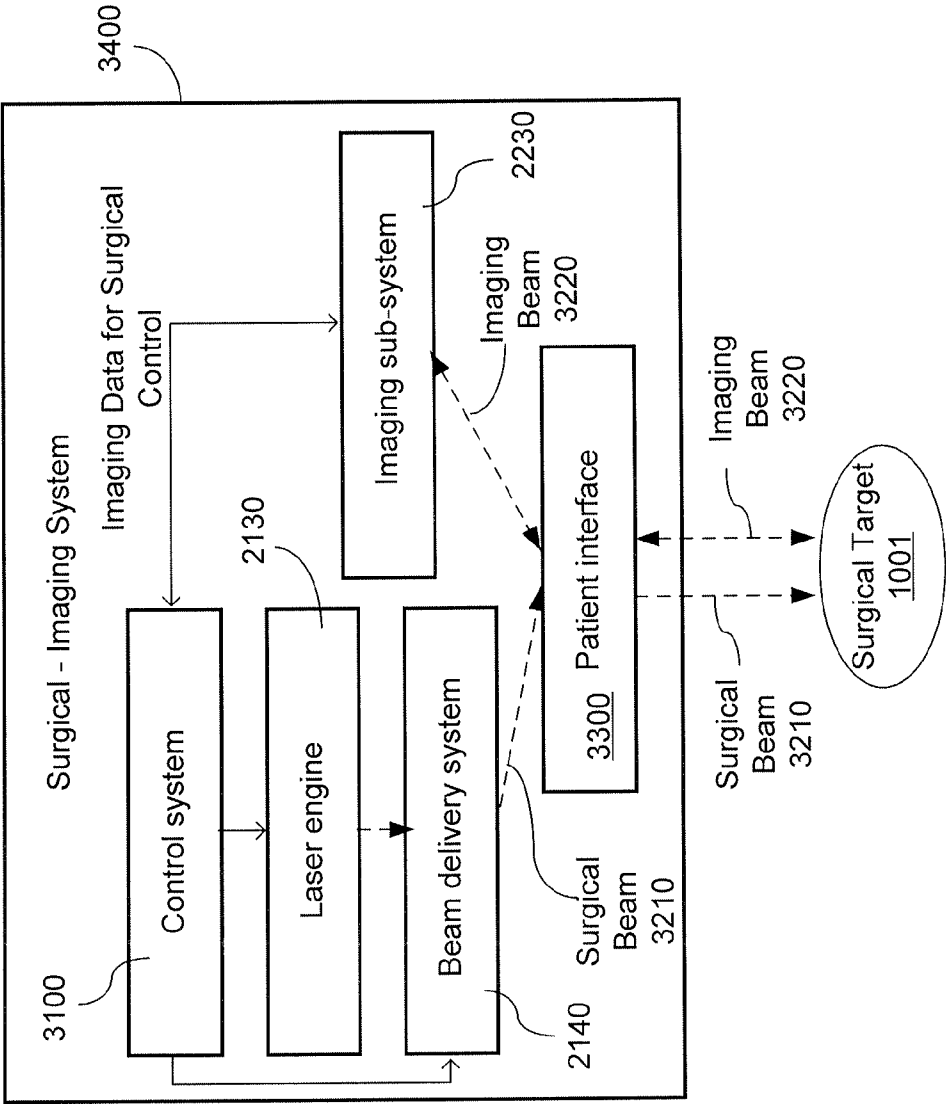 3400
Surgical - Imaging System
Imaging Data for Surgical
Control
3100
Control system
2130
Laser engine
Imaging sub-system
2230
Beam delivery system
2140
Imaging
Beam
3220
Surgical
Beam
3210
3300 Patient interface
Surgical
Beam
3210
Imaging
Beam
3220
Surgical Target
1001